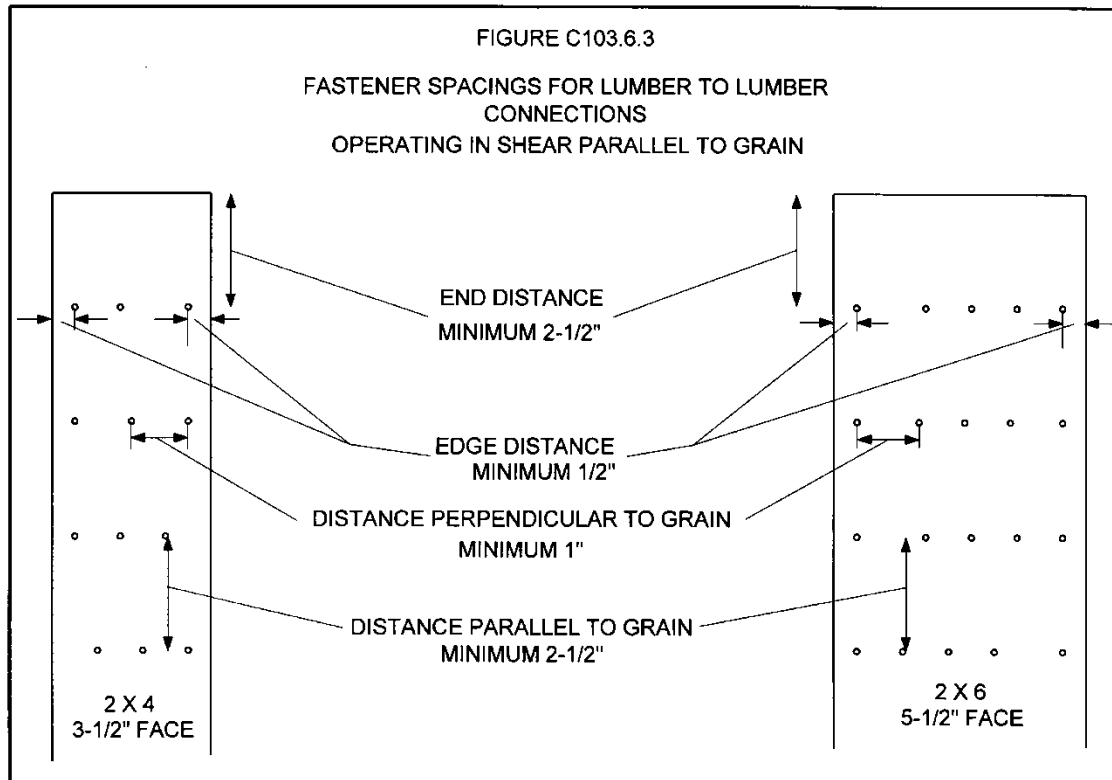 FIGURE C103.6.3
FASTENER SPACINGS FOR LUMBER TO LUMBER
CONNECTIONS
OPERATING IN SHEAR PARALLEL TO GRAIN
END DISTANCE
MINIMUM 2-1/2"
EDGE DISTANCE
MINIMUM 1/2"
DISTANCE PERPENDICULAR TO GRAIN
MINIMUM 1"
DISTANCE PARALLEL TO GRAIN
MINIMUM 2-1/2"
2 X 4
3-1/2" FACE
2 X 6
5-1/2" FACE